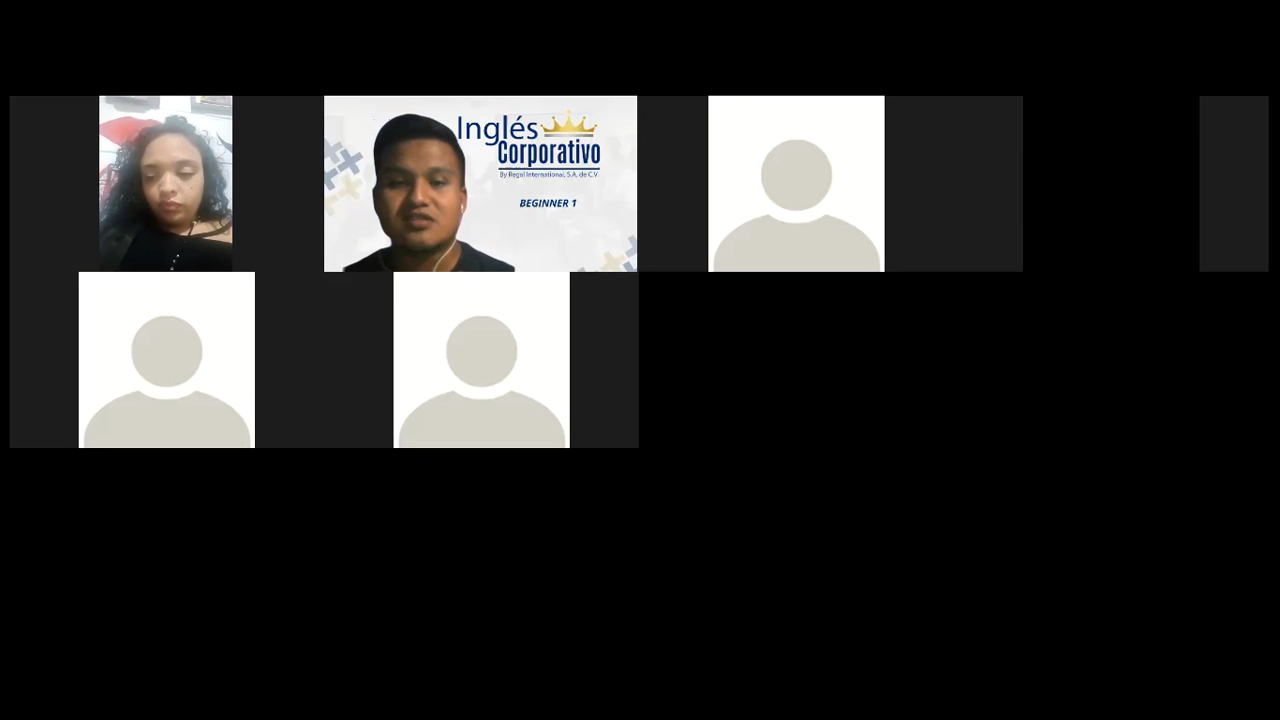 Inglés
Corporativo
By Regal International, S.A. de C.V.
BEGINNER 1